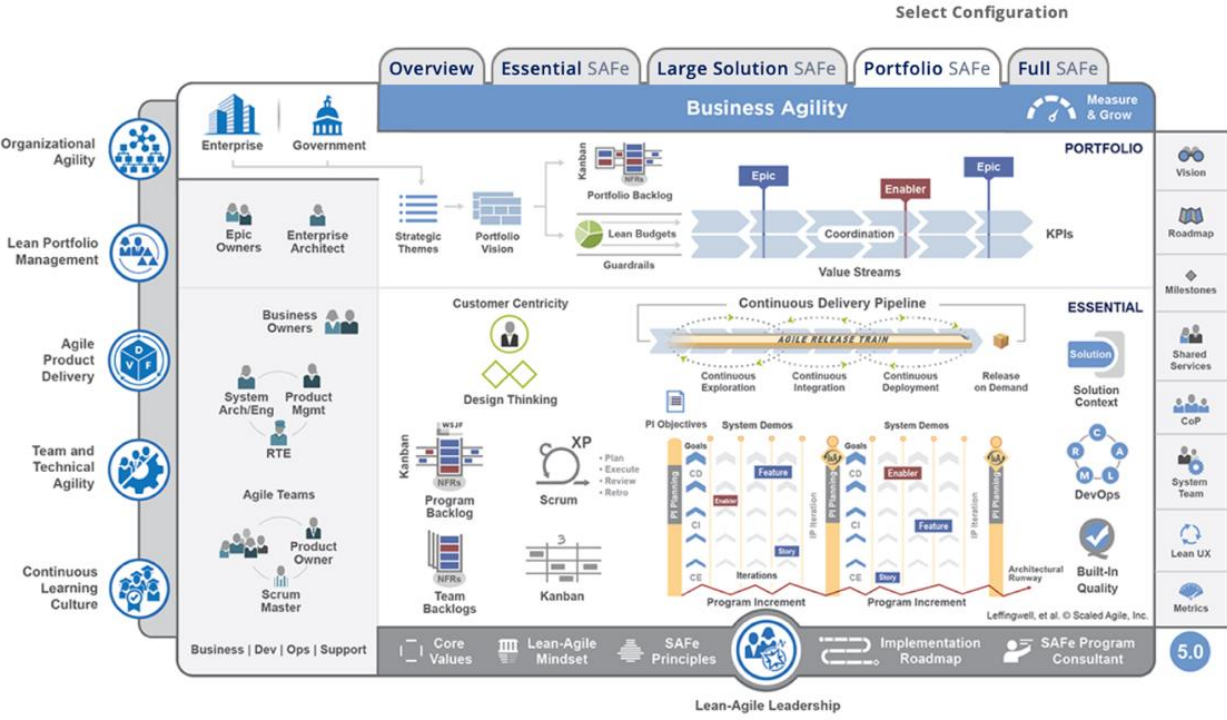 Select Configuration
Overview
Essential SAFe
Large Solution SAFe
Portfolio SAFe
Full SAFe
Business Agility
Measure
& Grow
Organizational
Agility
Lean Portfolio
Management
Agile
Product
Delivery
D
V F
Team and
Technical
Agility
Continuous
Learning
Culture
Enterprise
Government
Epic
Owners
Enterprise
Architect
Business
Owners
System
Arch/Eng
Product
Mgmt
RTE
Agile Teams
Product
Owner
Scrum
Master
Business | Dev | Ops | Support
PORTFOLIO
Strategic
Themes
Portfolio
Vision
Kanban
NFRs
Portfolio Backlog
Lean Budgets
Guardrails
Epic
Enabler
Epic
Coordination
Value Streams
KPIs
ESSENTIAL
Customer Centricity
Design Thinking
Continuous Delivery Pipeline
AGILE RELEASE TRAIN
Continuous
Exploration
Continuous
Integration
Continuous
Deployment
Release
on Demand
Solution
Solution
Context
Kanban
WSJF
NFRs
Program
Backlog
XP
• Plan
• Execute
• Review
• Retro
Scrum
NFRs
Team
Backlogs
3
Kanban
PI Objectives
System Demos
System Demos
PI Planning
Goals
CD
CI
CE
Feature
Enabler
Story
Iterations
IP Iteration
PI Planning
Goals
CD
CI
CE
Enabler
Feature
Story
IP Iteration
PI Planning
Architectural
Runway
Program Increment
Program Increment
C
A
L
M
R
DevOps
Built-In
Quality
Leffingwell, et al. © Scaled Agile, Inc.
Vision
Roadmap
Milestones
Shared
Services
CoP
System
Team
Lean UX
Metrics
5.0
Core
Values
Lean-Agile
Mindset
SAFe
Principles
Implementation
Roadmap
SAFe Program
Consultant
Lean-Agile Leadership